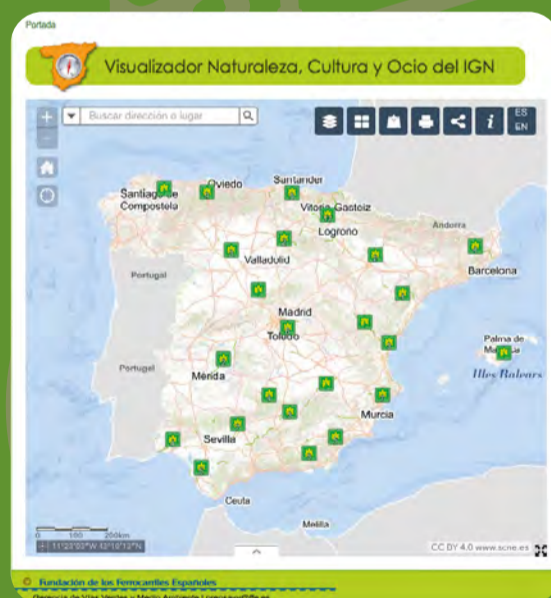 Portada
Visualizador Naturaleza, Cultura y Ocio del IGN
Buscar dirección o lugar
ES
EN
Oviedo
Santander
Santiago de
Compostela
Vitoria-Gasteiz
Logroño
Andorra
Valladolid
Barcelona
Portugal
Madrid
Toledo
Palma de
Mallorca
Illes Balears
Portugal
Mérida
Murcia
Sevilla
Ceuta
Melilla
0 100 200km
CC BY 4.0 www.scne.es
© Fundación de los Ferrocarriles Españoles